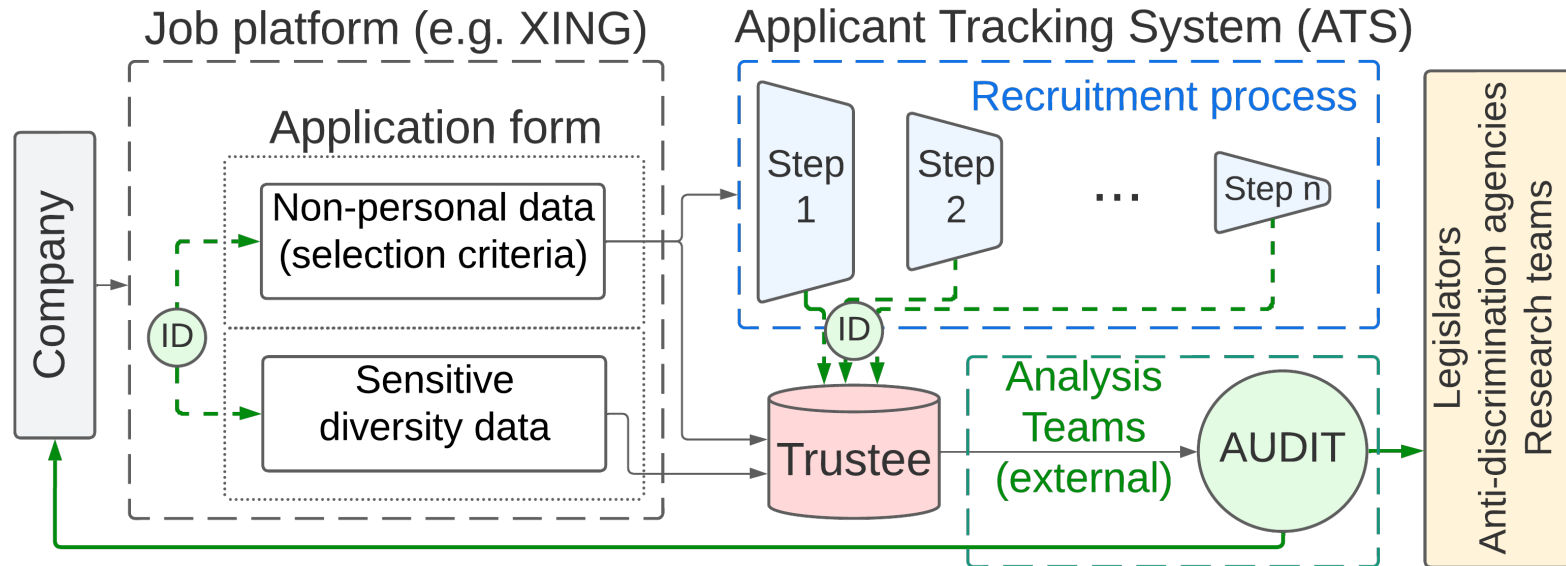 Job platform (e.g. XING)
Applicant Tracking System (ATS)
Recruitment process
Application form
Company
Non-personal data
(selection criteria)
ID
Sensitive
diversity data
Step
1
Step
2
...
Step n
ID
Trustee
Analysis
Teams
(external)
AUDIT
Legislators
Anti-discrimination agencies
Research teams